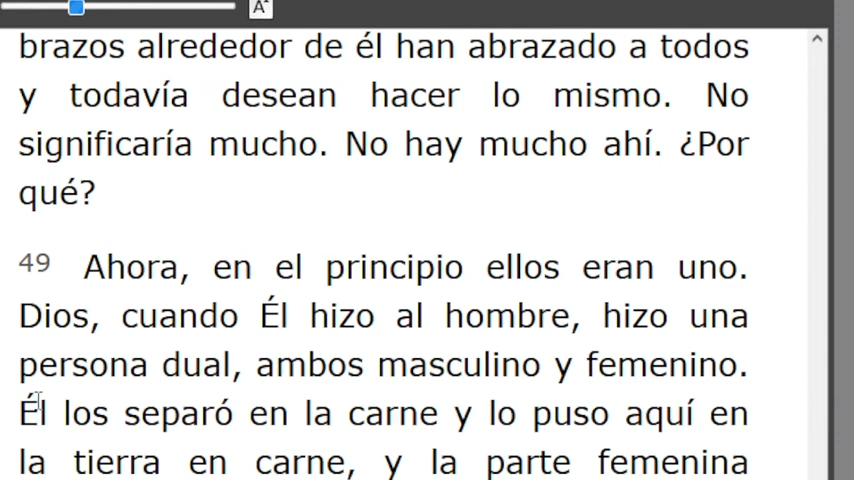 A
brazos alrededor de él han abrazado a todos
y todavía desean hacer lo mismo. No
significaría mucho. No hay mucho ahí. ¿Por
qué?
49 Ahora, en el principio ellos eran uno.
Dios, cuando Él hizo al hombre, hizo una
persona dual, ambos masculino y femenino.
Él los separó en la carne y lo puso aquí en
la tierra en carne, y la parte femenina